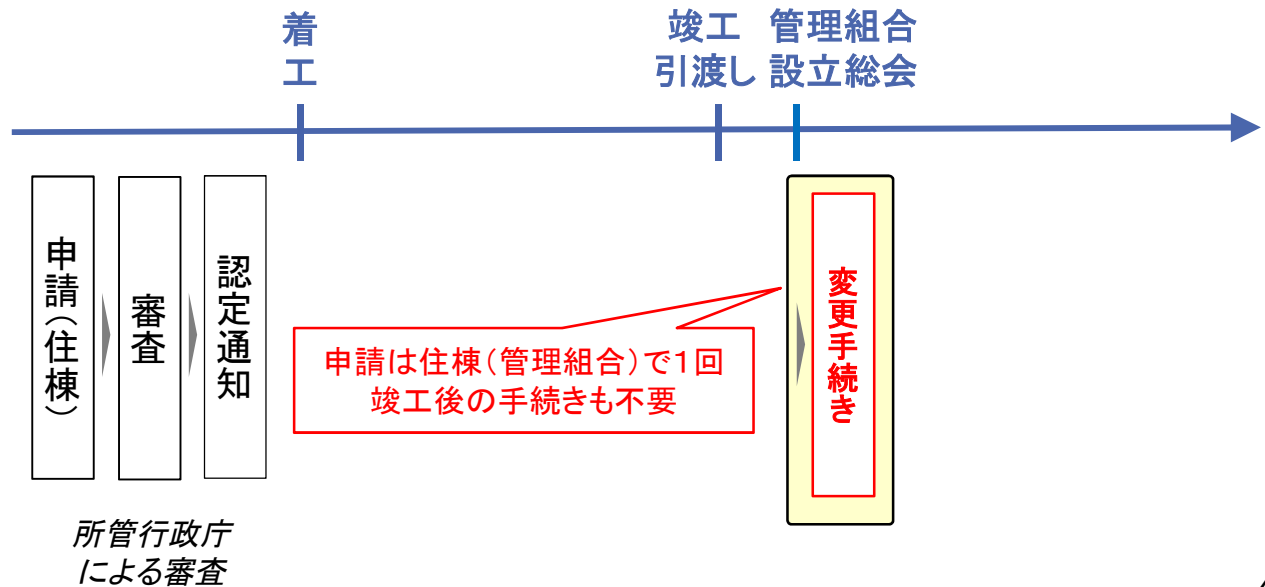 着工
竣工
引渡し
管理組合
設立総会
申請(住棟)
審査
認定通知
申請は住棟(管理組合)で1回
竣工後の手続きも不要
変更手続き
所管行政庁
による審査